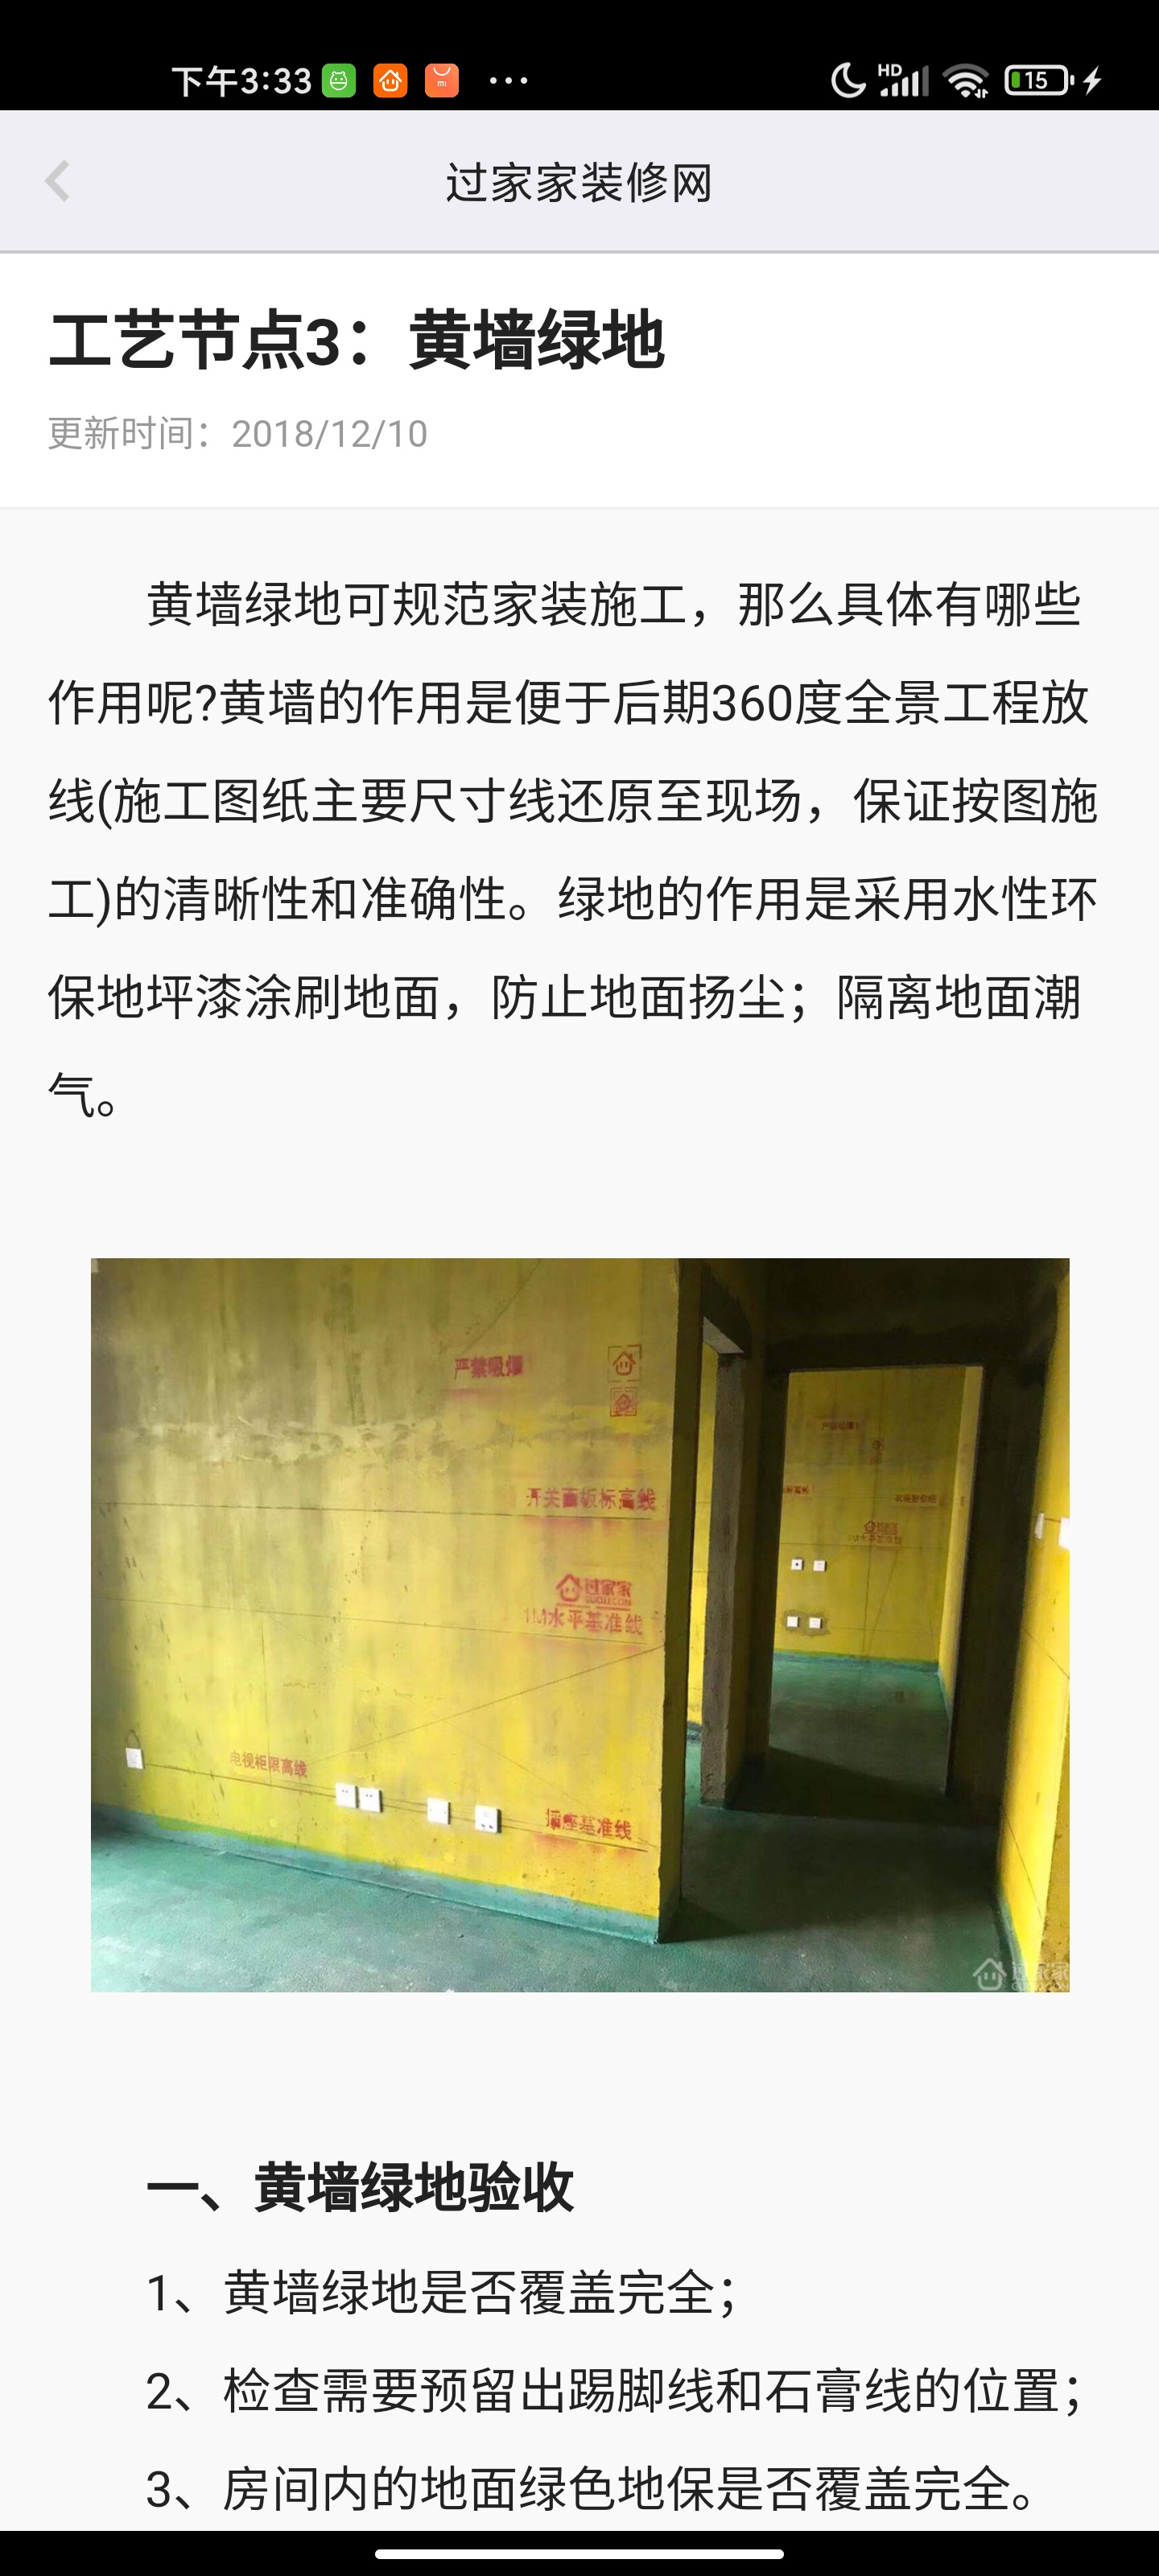 下午3:33
HD
15
过家家装修网
工艺节点3：黄墙绿地
更新时间：2018/12/10
黄墙绿地可规范家装施工，那么具体有哪些
作用呢?黄墙的作用是便于后期360度全景工程放
线(施工图纸主要尺寸线还原至现场，保证按图施
工)的清晰性和准确性。绿地的作用是采用水性环
保地坪漆涂刷地面，防止地面扬尘；隔离地面潮
气。
严禁吸烟
开关面板标高线
过家家
1M水平基准线
电视柜限高线
插座基准线
过家家
一、黄墙绿地验收
1、黄墙绿地是否覆盖完全；
2、检查需要预留出踢脚线和石膏线的位置；
3、房间内的地面绿色地保是否覆盖完全。